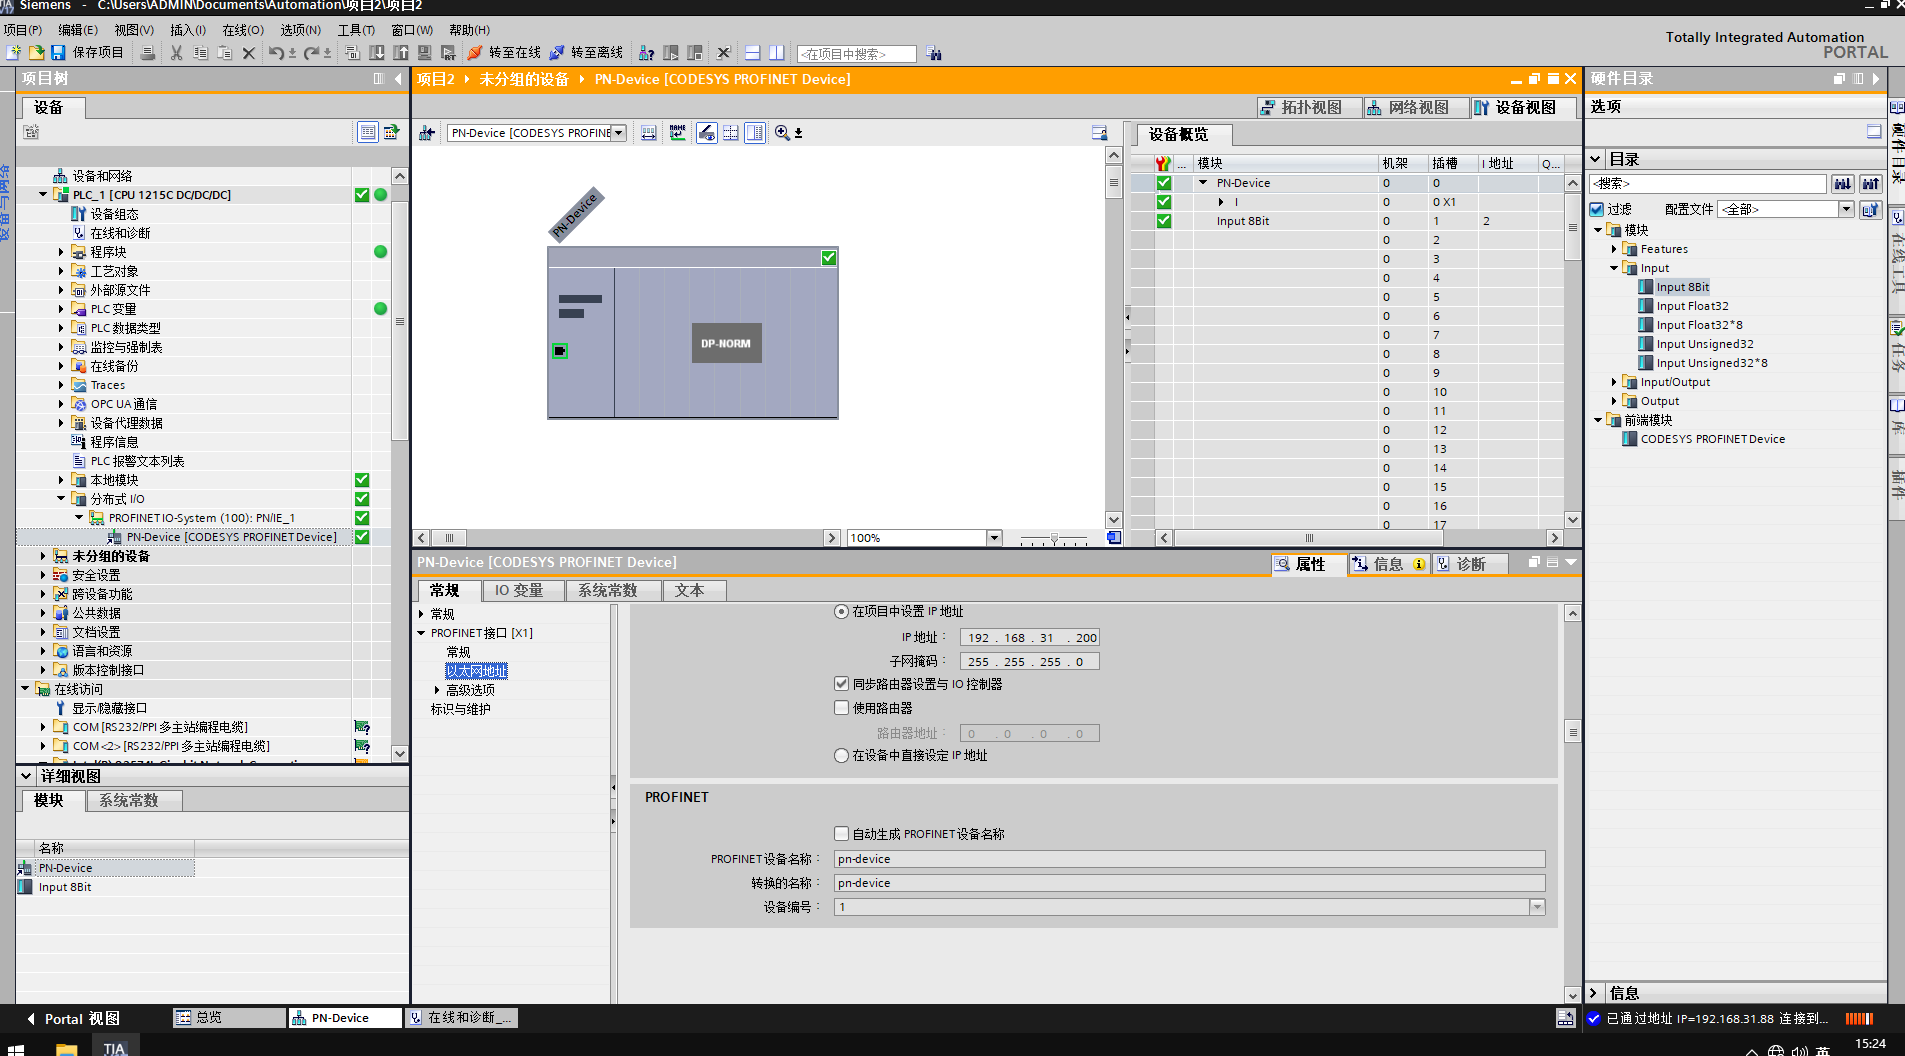 Siemens - C:\Users\ADMIN\Documents\Automation\项目2\项目2
项目(P) 编辑(E) 视图(V) 插入(I) 在线(O) 选项(N) 工具(T) 窗口(W) 帮助(H)
保存项目 转至在线 转至离线 <在项目中搜索>
Totally Integrated Automation
PORTAL
项目树
设备
设备与网络
设备和网络
PLC_1 [CPU 1215C DC/DC/DC]
设备组态
在线和诊断
程序块
工艺对象
外部源文件
PLC 变量
PLC 数据类型
监控与强制表
在线备份
Traces
OPC UA 通信
设备代理数据
程序信息
PLC 报警文本列表
本地模块
分布式 I/O
PROFINET IO-System (100): PN/IE_1
PN-Device [CODESYS PROFINET Device]
未分组的设备
安全设置
跨设备功能
公共数据
文档设置
语言和资源
版本控制接口
在线访问
显示/隐藏接口
COM [RS232/PPI 多主站编程电缆]
COM <2> [RS232/PPI 多主站编程电缆]
详细视图
模块 系统常数
名称
PN-Device
Input 8Bit
项目2 ‣ 未分组的设备 ‣ PN-Device [CODESYS PROFINET Device]
拓扑视图 网络视图 设备视图
PN-Device [CODESYS PROFINE
PN-Device
DP-NORM
100%
设备概览
... 模块 机架 插槽 I 地址 Q...
PN-Device 0 0
I 0 0 X1
Input 8Bit 0 1 2
0 2
0 3
0 4
0 5
0 6
0 7
0 8
0 9
0 10
0 11
0 12
0 13
0 14
0 15
0 16
0 17
PN-Device [CODESYS PROFINET Device]
属性 信息 诊断
常规 IO 变量 系统常数 文本
常规
PROFINET 接口 [X1]
常规
以太网地址
高级选项
标识与维护
在项目中设置 IP 地址
IP 地址： 192 . 168 . 31 . 200
子网掩码： 255 . 255 . 255 . 0
同步路由器设置与 IO 控制器
使用路由器
路由器地址： 0 . 0 . 0 . 0
在设备中直接设定 IP 地址
PROFINET
自动生成 PROFINET 设备名称
PROFINET 设备名称： pn-device
转换的名称： pn-device
设备编号： 1
硬件目录
选项
目录
<搜索>
过滤 配置文件 <全部>
模块
Features
Input
Input 8Bit
Input Float32
Input Float32*8
Input Unsigned32
Input Unsigned32*8
Input/Output
Output
前端模块
CODESYS PROFINET Device
信息
硬件目录
在线工具
任务
库
插件
Portal 视图 总览 PN-Device 在线和诊断_...
已通过地址 IP=192.168.31.88 连接到...
TIA
英
15:24